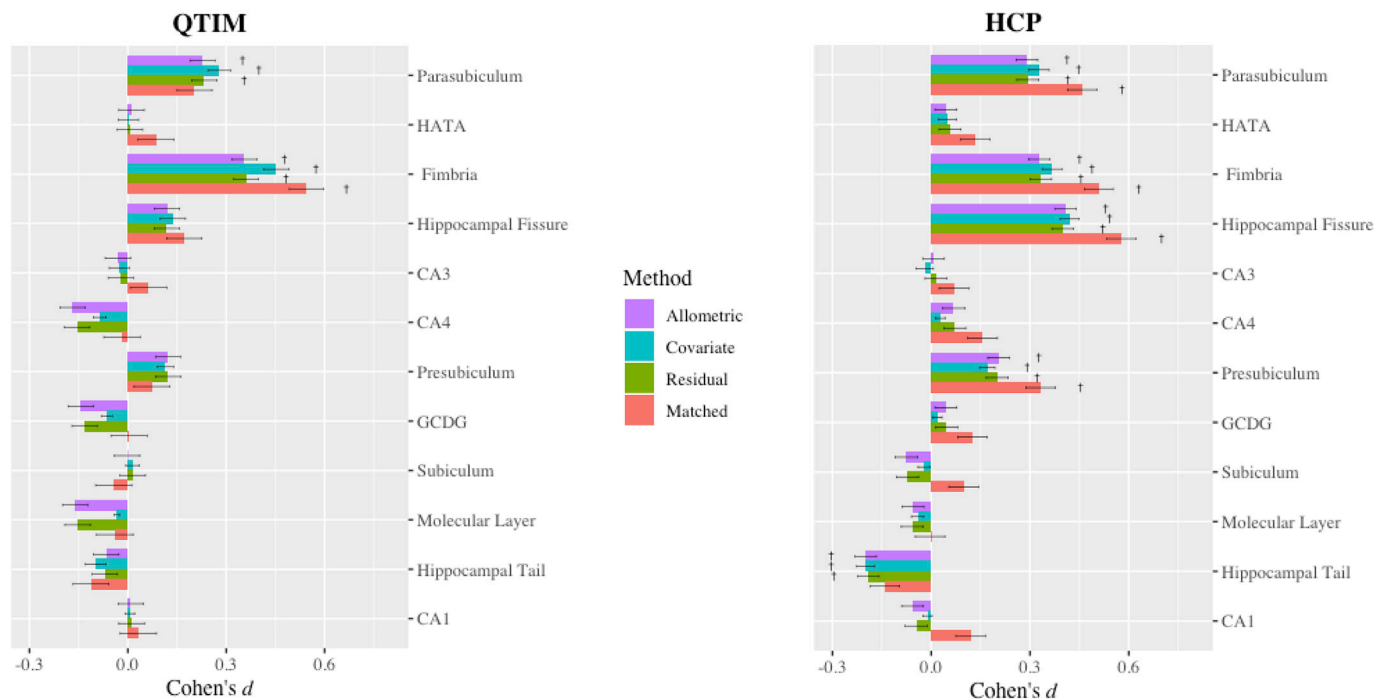 QTIM
Parasubiculum
†
†
†
HATA
Fimbria
†
†
†
†
Hippocampal Fissure
CA3
CA4
Presubiculum
GCDG
Subiculum
Molecular Layer
Hippocampal Tail
CA1
-0.3 0.0 0.3 0.6
Cohen's d
Method
Allometric
Covariate
Residual
Matched
HCP
Parasubiculum
†
†
†
†
HATA
Fimbria
†
†
†
†
Hippocampal Fissure
†
†
†
†
CA3
CA4
Presubiculum
†
†
†
†
GCDG
Subiculum
Molecular Layer
Hippocampal Tail
†
†
†
CA1
-0.3 0.0 0.3 0.6
Cohen's d